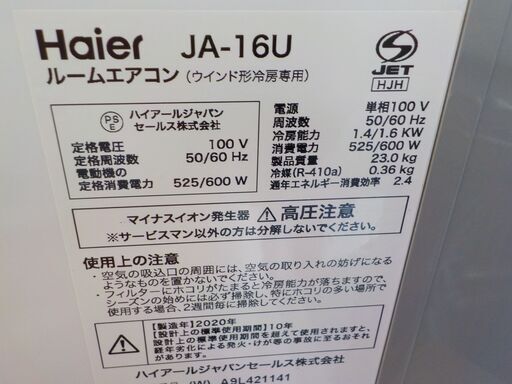 Haier JA-16U
ルームエアコン(ウインド形冷房専用)
S
JET
HJH
PS
E
ハイアールジャパン
セールス株式会社
定格電圧 100 V
定格周波数 50/60 Hz
電動機の
定格消費電力 525/600 W
電源 単相100 V
周波数 50/60 Hz
冷房能力 1.4/1.6 KW
消費電力 525/600 W
製品質量 23.0 kg
冷媒(R-410a) 0.36 kg
通年エネルギー消費効率 2.4
マイナスイオン発生器 高圧注意
※サービスマン以外の方は分解しないでください。
使用上の注意
・空気の吸込口の周囲には、空気の取り入れの妨げになる
ようなものを置かないでください。
・フィルターにホコリがたまると冷房能力が落ちますので、
シーズンの始めには必ず掃除し、特にホコリの多い場所で
使用する場合、2週間毎に掃除してください。
【製造年】2020年
【設計上の標準使用期間】10年
設計上の標準使用期間を超えて使用されますと、
経年劣化による発火・けが等の事故に至るおそれ
があります。
ハイアールジャパンセールス株式会社
(W) A9L421141